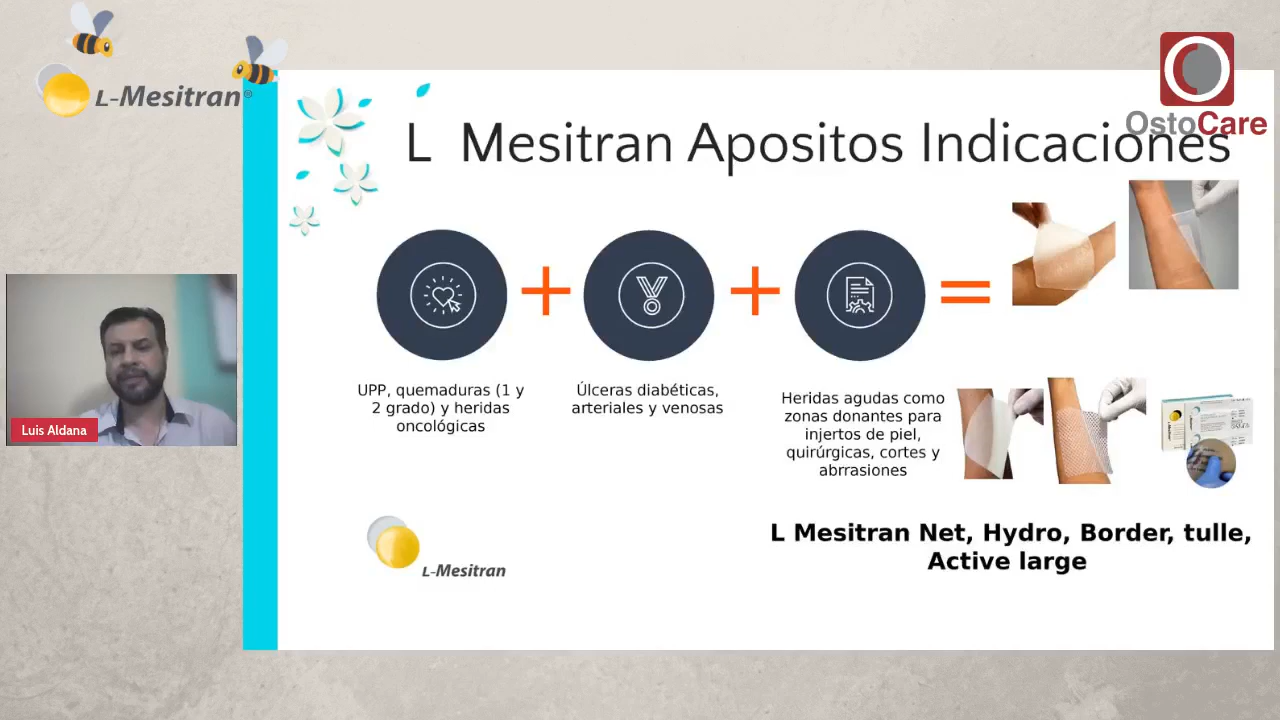 L-Mesitran®
OstoCare
L Mesitran Apositos Indicaciones
UPP, quemaduras (1 y
2 grado) y heridas
oncológicas
Úlceras diabéticas,
arteriales y venosas
Heridas agudas como
zonas donantes para
injertos de piel,
quirúrgicas, cortes y
abrrasiones
Luis Aldana
L Mesitran Net, Hydro, Border, tulle,
Active large
L-Mesitran